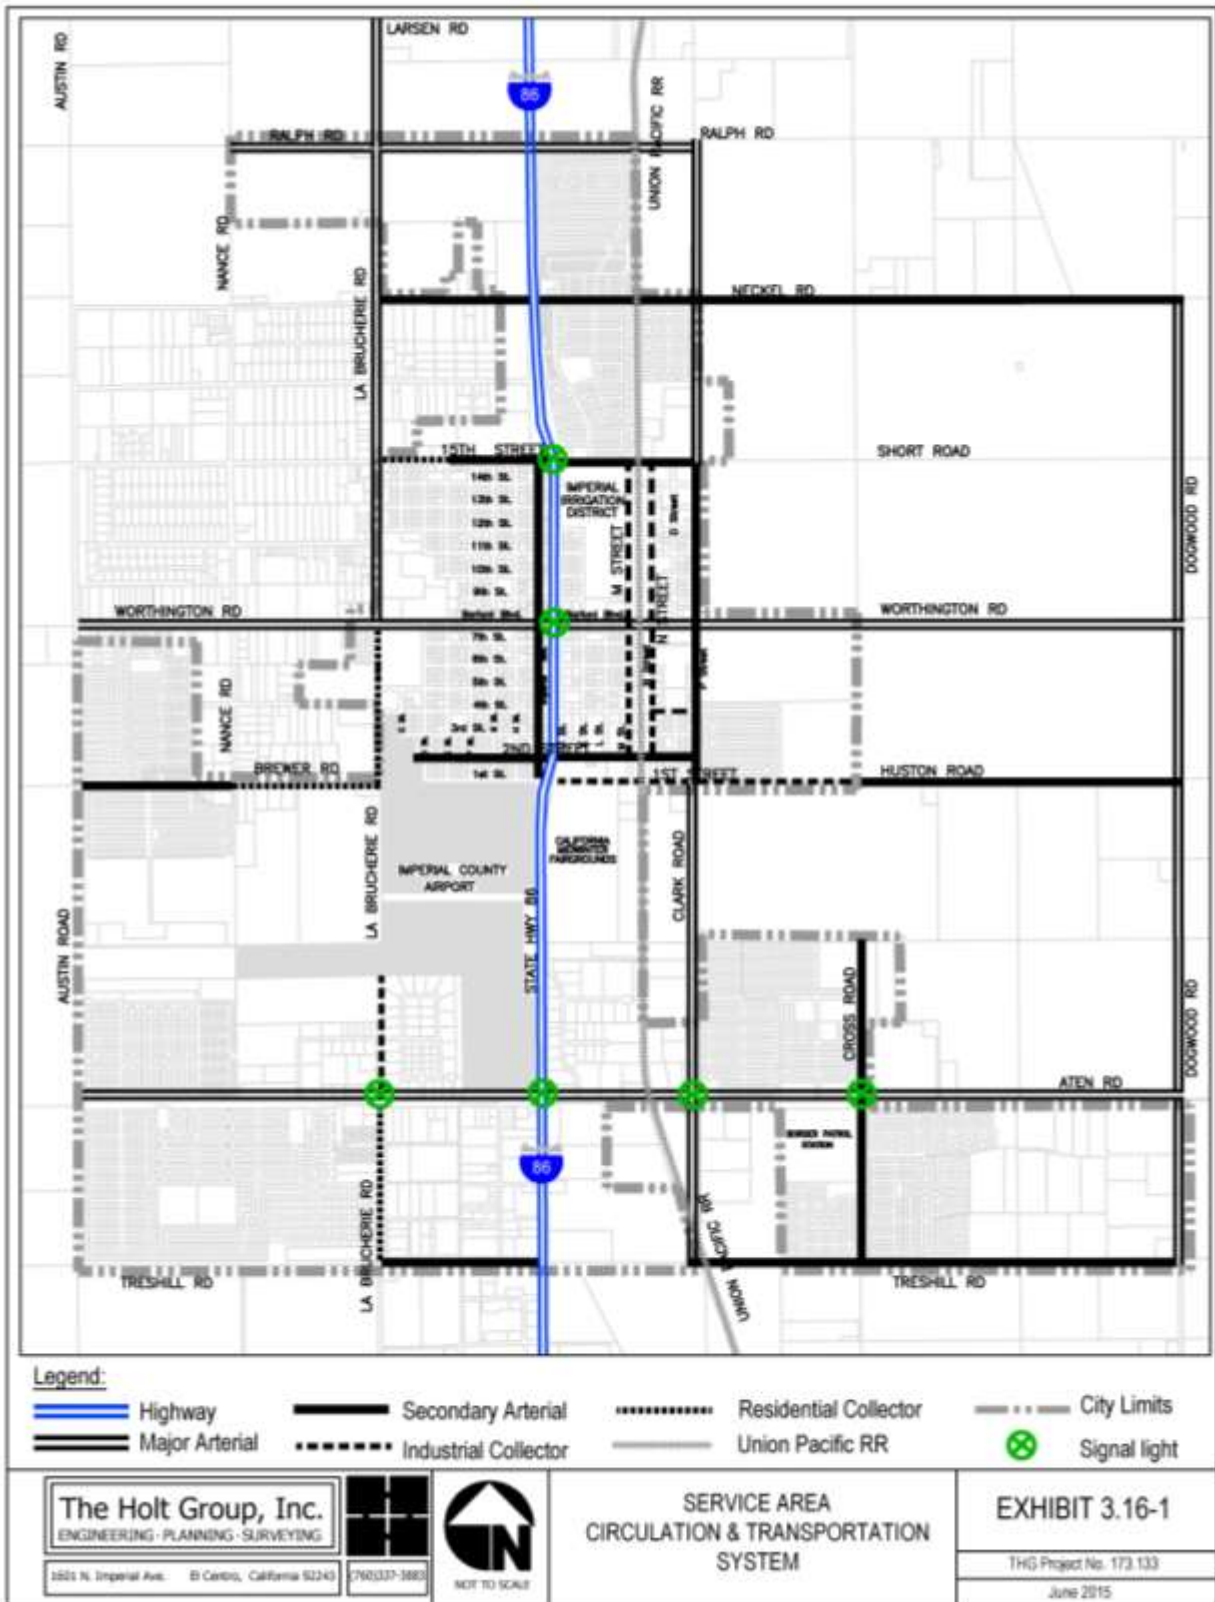 LARSEN RD
AUSTIN RD
86
UNION PACIFIC RR
RALPH RD
RALPH RD
NANCE RD
LA BRUCHERIE RD
NECKEL RD
15TH STREET
SHORT ROAD
14th St.
13th St.
12th St.
11th St.
10th St.
9th St.
IMPERIAL
IRRIGATION
DISTRICT
M STREET
D Street
N STREET
DOGWOOD RD
WORTHINGTON RD
WORTHINGTON RD
7th St.
6th St.
5th St.
4th St.
3rd St.
L St.
P Street
NANCE RD
2ND STREET
BREWER RD
1st St.
1ST STREET
HUSTON ROAD
LA BRUCHERIE RD
CALIFORNIA
MIDWINTER
FAIRGROUNDS
IMPERIAL COUNTY
AIRPORT
CLARK ROAD
STATE HWY 86
AUSTIN ROAD
CROSS ROAD
DOGWOOD RD
ATEN RD
BORDER PATROL
STATION
86
LA BRUCHERIE RD
UNION PACIFIC RR
TRESHILL RD
TRESHILL RD
Legend:
Highway
Secondary Arterial
Residential Collector
City Limits
Major Arterial
Industrial Collector
Union Pacific RR
Signal light
The Holt Group, Inc.
ENGINEERING · PLANNING · SURVEYING
1601 N. Imperial Ave. El Centro, California 92243
(760)337-3883
N
NOT TO SCALE
SERVICE AREA
CIRCULATION & TRANSPORTATION
SYSTEM
EXHIBIT 3.16-1
THG Project No. 173.133
June 2015